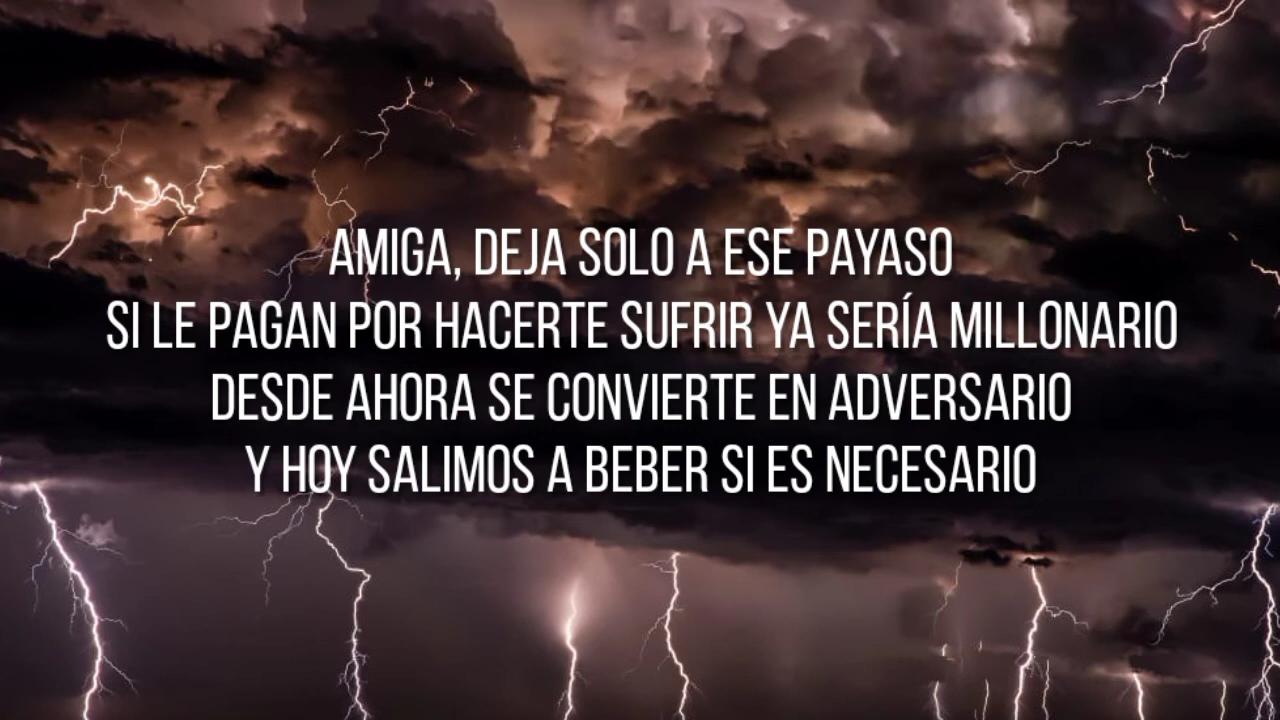 AMIGA, DEJA SOLO A ESE PAYASO
SI LE PAGAN POR HACERTE SUFRIR YA SERÍA MILLONARIO
DESDE AHORA SE CONVIERTE EN ADVERSARIO
Y HOY SALIMOS A BEBER SI ES NECESARIO